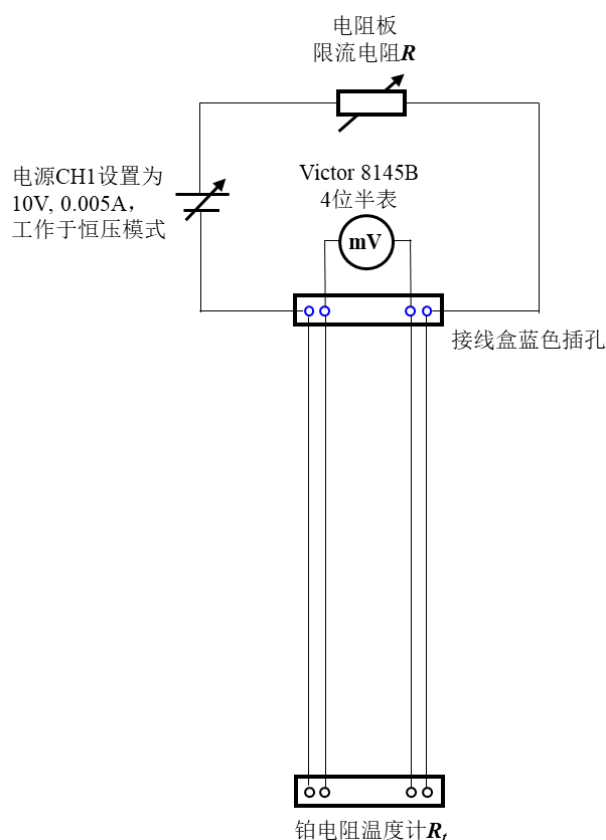 电阻板
限流电阻R
电源CH1设置为
10V, 0.005A，
工作于恒压模式
Victor 8145B
4位半表
mV
接线盒蓝色插孔
铂电阻温度计Rt